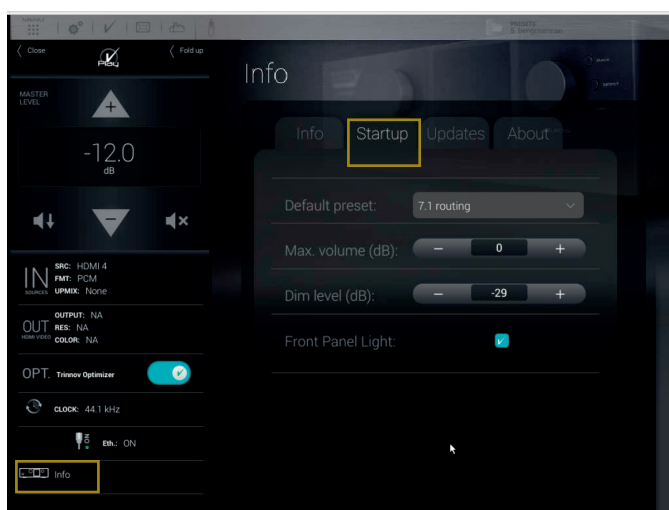 MENU
PRESETS
Close
Play
Fold up
Info
MASTER
LEVEL
-12.0
dB
Info Startup Updates About
Default preset: 7.1 routing
Max. volume (dB): − 0 +
Dim level (dB): − -29 +
Front Panel Light:
IN
SOURCES
SRC: HDMI 4
FMT: PCM
UPMIX: None
OUT
HDMI VIDEO
OUTPUT: NA
RES: NA
COLOR: NA
OPT. Trinnov Optimizer
CLOCK: 44.1 kHz
Eth.: ON
Info